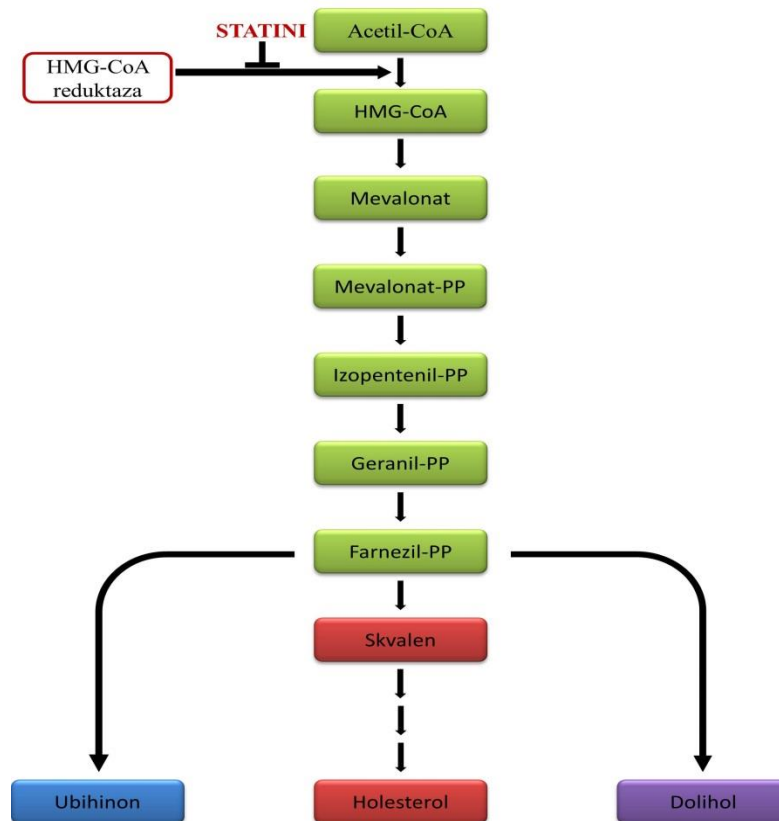 STATINI
Acetil-CoA
HMG-CoA
reduktaza
HMG-CoA
Mevalonat
Mevalonat-PP
Izopentenil-PP
Geranil-PP
Farnezil-PP
Skvalen
Ubihinon
Holesterol
Dolihol